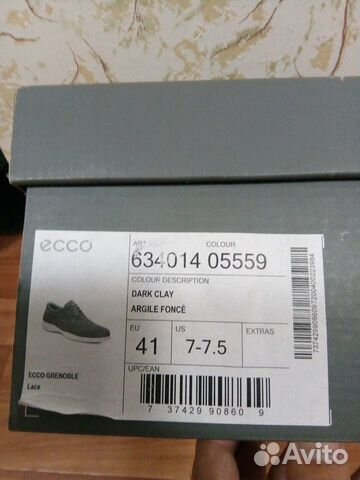 ecco
ART. COLOUR
634014 05559
COLOUR DESCRIPTION
DARK CLAY
ARGILE FONCÉ
EU US EXTRAS
41 7-7.5
UPC/EAN
7 37429 90860 9
ECCO GRENOBLE
Lace
Avito